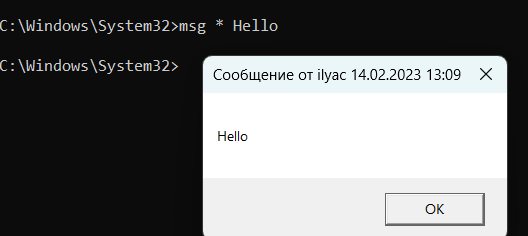 C:\Windows\System32>msg * Hello
C:\Windows\System32>
Сообщение от ilyac 14.02.2023 13:09
Hello
OK